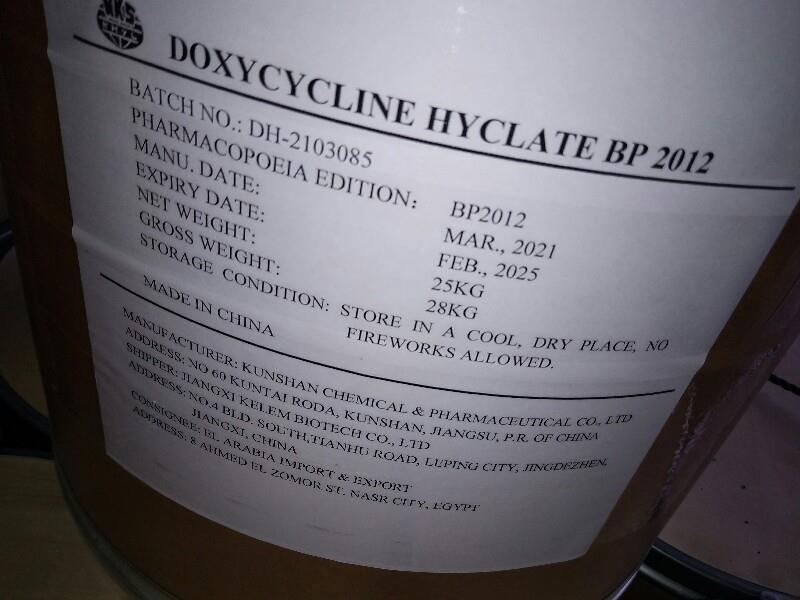 DOXYCYCLINE HYCLATE BP 2012
BATCH NO.: DH-2103085
PHARMACOPOEIA EDITION: BP2012
MANU. DATE: MAR., 2021
EXPIRY DATE: FEB., 2025
NET WEIGHT: 25KG
GROSS WEIGHT: 28KG
STORAGE CONDITION: STORE IN A COOL, DRY PLACE, NO
FIREWORKS ALLOWED.
MADE IN CHINA
MANUFACTURER: KUNSHAN CHEMICAL & PHARMACEUTICAL CO., LTD
ADDRESS: NO 60 KUNTAI RODA, KUNSHAN, JIANGSU, P.R. OF CHINA
SHIPPER: JIANGXI KELEM BIOTECH CO., LTD
ADDRESS: NO.4 BLD. SOUTH,TIANHU ROAD, LUPING CITY, JINGDEZHEN,
JIANGXI, CHINA
CONSIGNEE: EL ARABIA IMPORT & EXPORT
ADDRESS: 8 AHMED EL ZOMOR ST. NASR CITY, EGYPT